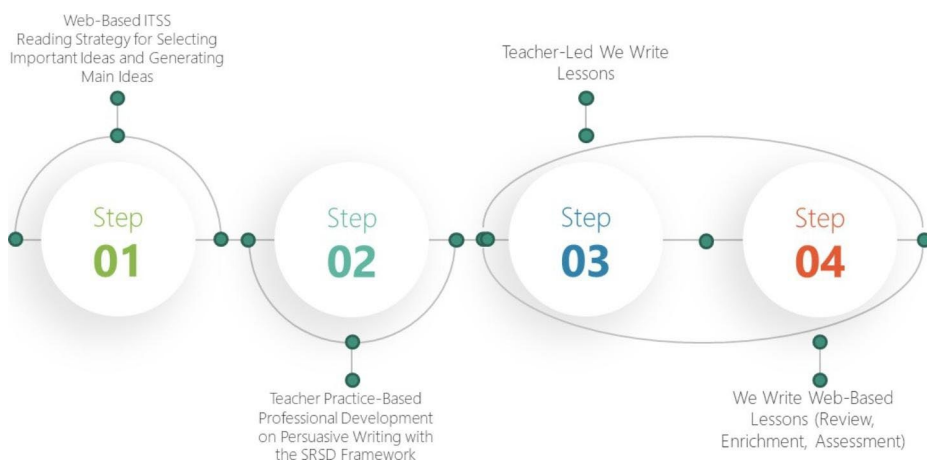 Web-Based ITSS
Reading Strategy for Selecting
Important Ideas and Generating
Main Ideas
Step
01
Teacher Practice-Based
Professional Development
on Persuasive Writing with
the SRSD Framework
Step
02
Teacher-Led We Write
Lessons
Step
03
Step
04
We Write Web-Based
Lessons (Review,
Enrichment, Assessment)